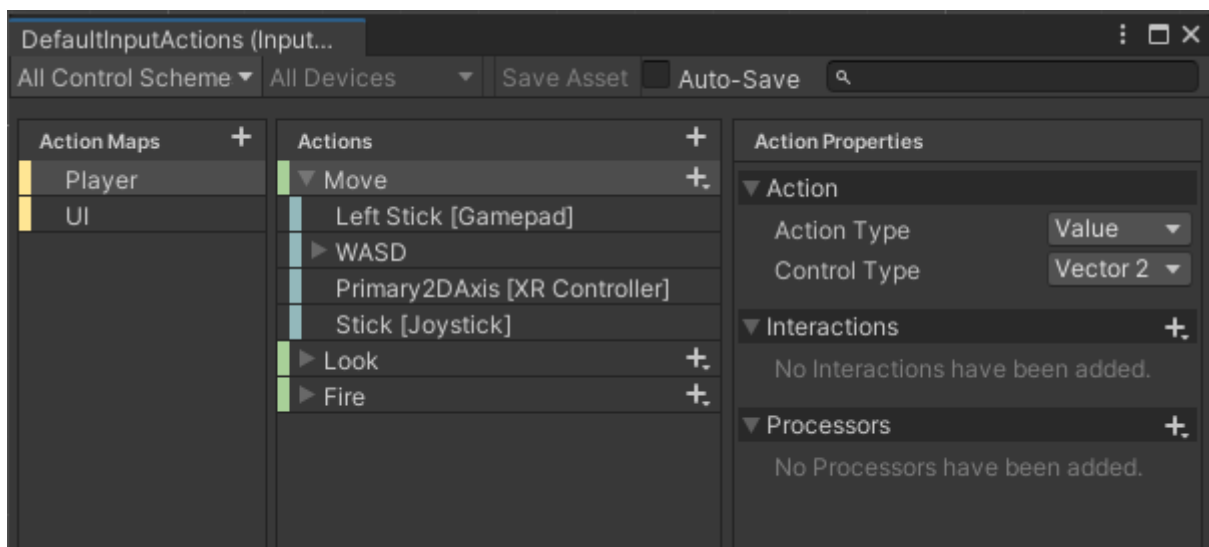 DefaultInputActions (Input...
All Control Scheme All Devices Save Asset Auto-Save
Action Maps
Player
UI
Actions
Move
Left Stick [Gamepad]
WASD
Primary2DAxis [XR Controller]
Stick [Joystick]
Look
Fire
Action Properties
Action
Action Type Value
Control Type Vector 2
Interactions
No Interactions have been added.
Processors
No Processors have been added.